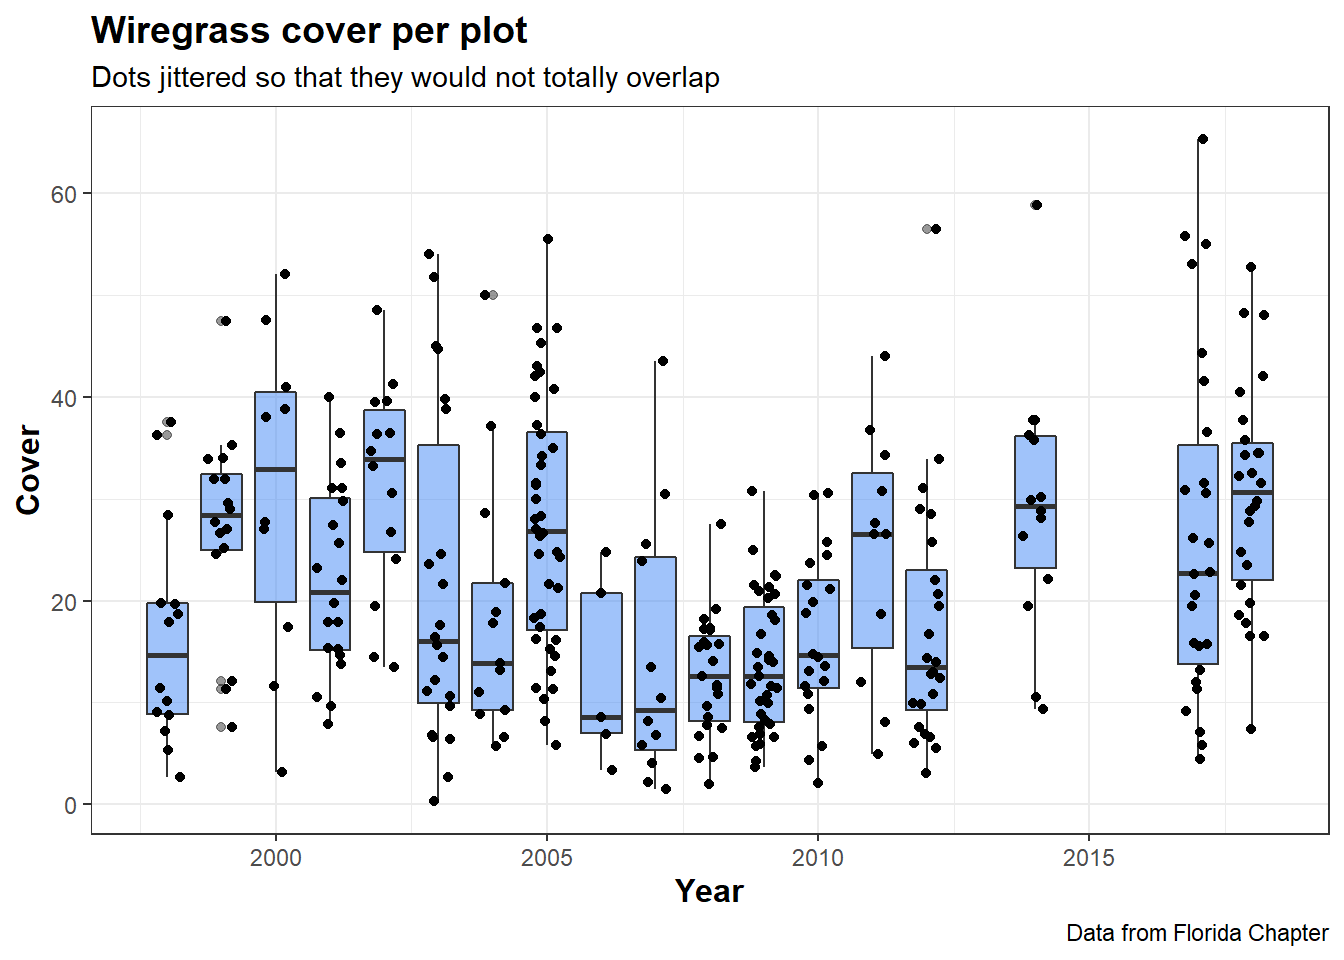 Wiregrass cover per plot
Dots jittered so that they would not totally overlap
60
40
20
0
Cover
2000 2005 2010 2015
Year
Data from Florida Chapter